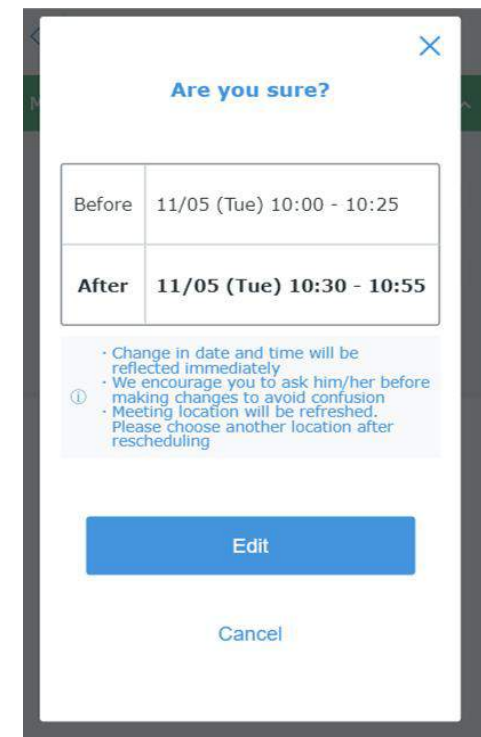 Are you sure?
Before 11/05 (Tue) 10:00 - 10:25
After 11/05 (Tue) 10:30 - 10:55
· Change in date and time will be
reflected immediately
· We encourage you to ask him/her before
making changes to avoid confusion
· Meeting location will be refreshed.
Please choose another location after
rescheduling
Edit
Cancel